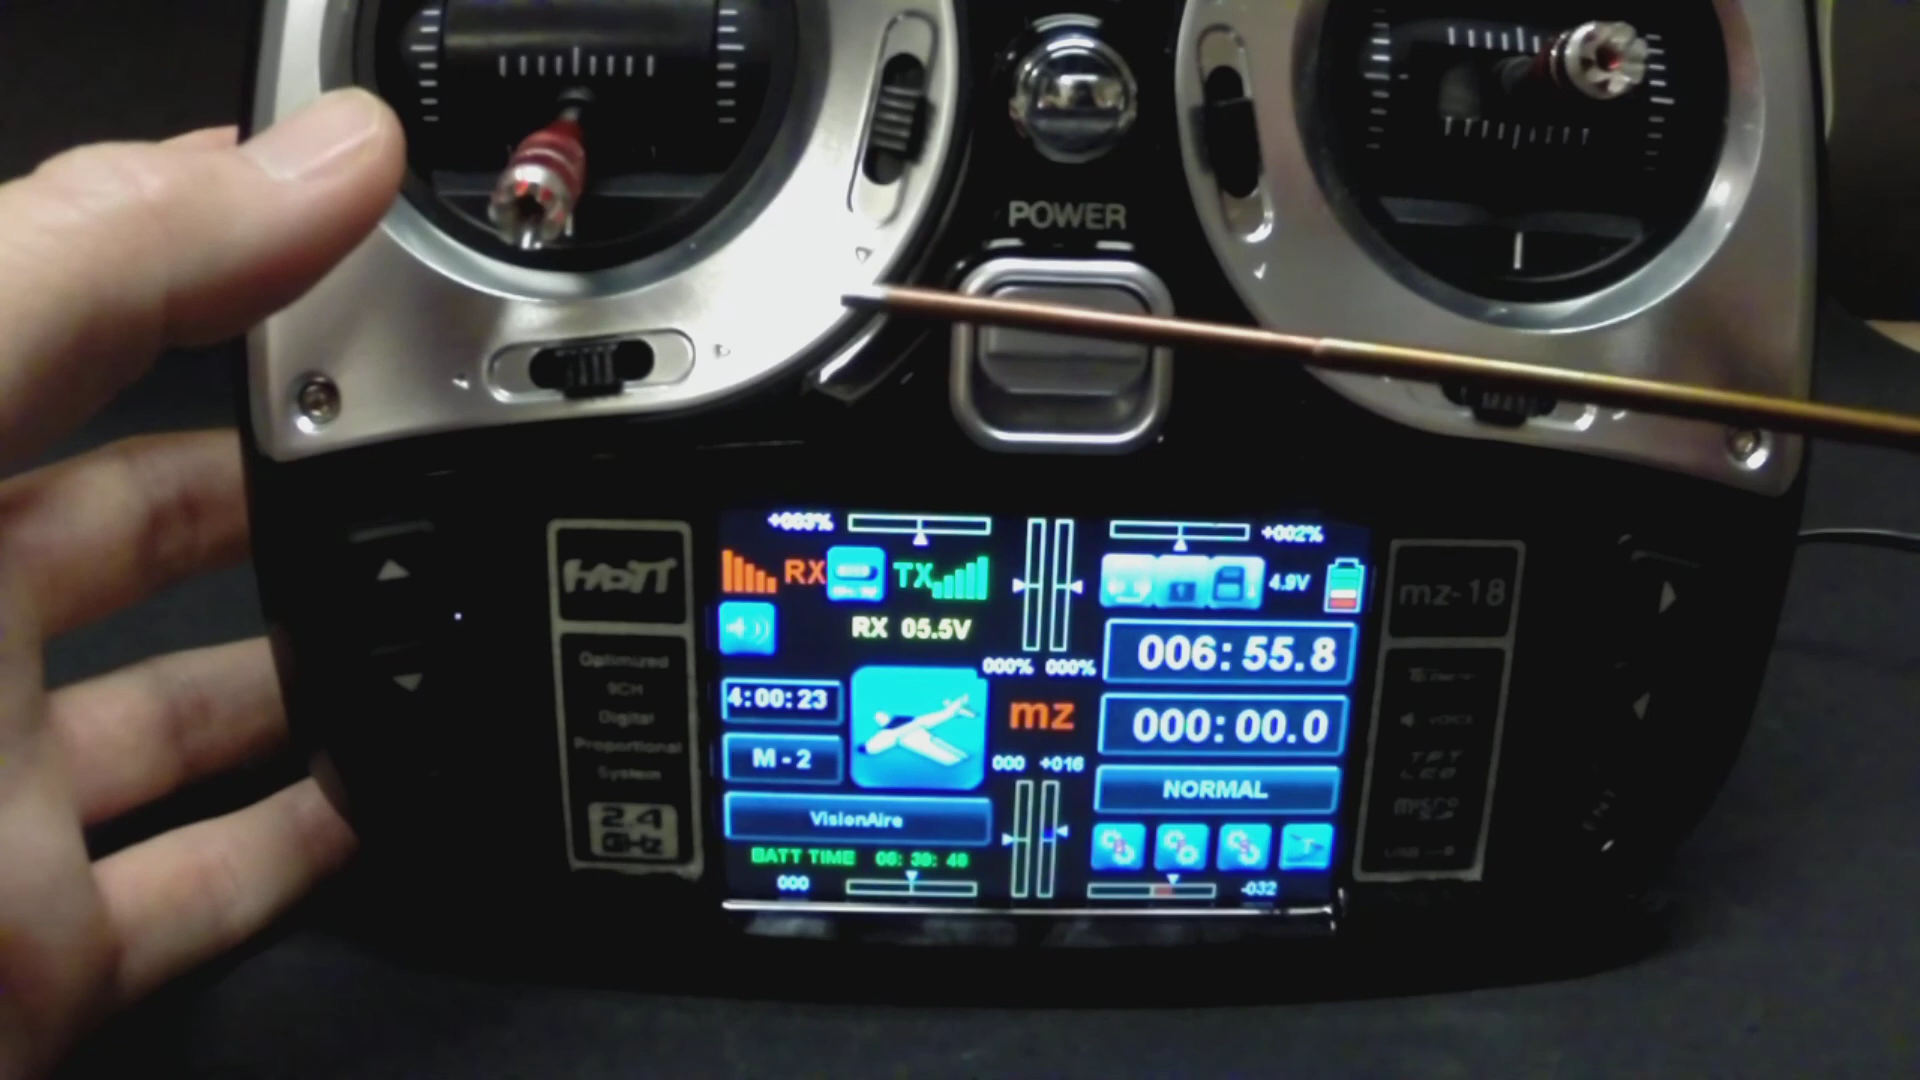 POWER
+003%
+002%
RX
TX
4.9V
RX 05.5V
006:55.8
000% 000%
4:00:23
mz
000:00.0
M - 2
000 +016
NORMAL
VisionAire
BATT TIME
000
-032
HoTT
Optimized
9CH
Digital
Proportional
System
2.4
GHz
mz-18
ENT